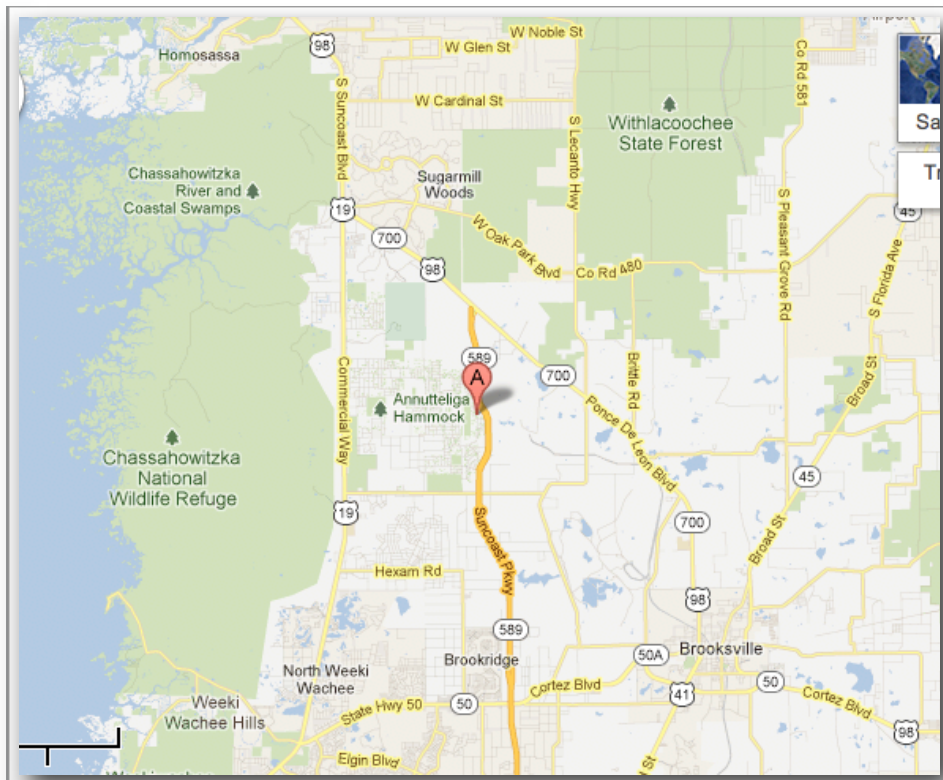 Airport
98
W Noble St
W Glen St
Homosassa
Co Rd 581
S Suncoast Blvd
W Cardinal St
S Lecanto Hwy
Withlacoochee
State Forest
Sa
Tr
Chassahowitzka
River and
Coastal Swamps
Sugarmill
Woods
19
700
W Oak Park Blvd
98
Co Rd 480
S Pleasant Grove Rd
45
S Florida Ave
589
A
700
Brittle Rd
Broad St
Commercial Way
Annutteliga
Hammock
Ponce De Leon Blvd
Chassahowitzka
National
Wildlife Refuge
45
19
Suncoast Pkwy
700
Broad St
Hexam Rd
98
589
50A
Brooksville
North Weeki
Wachee
Brookridge
Cortez Blvd
41
50
Cortez Blvd
Weeki
Wachee Hills
State Hwy 50
50
98
Elgin Blvd
d St